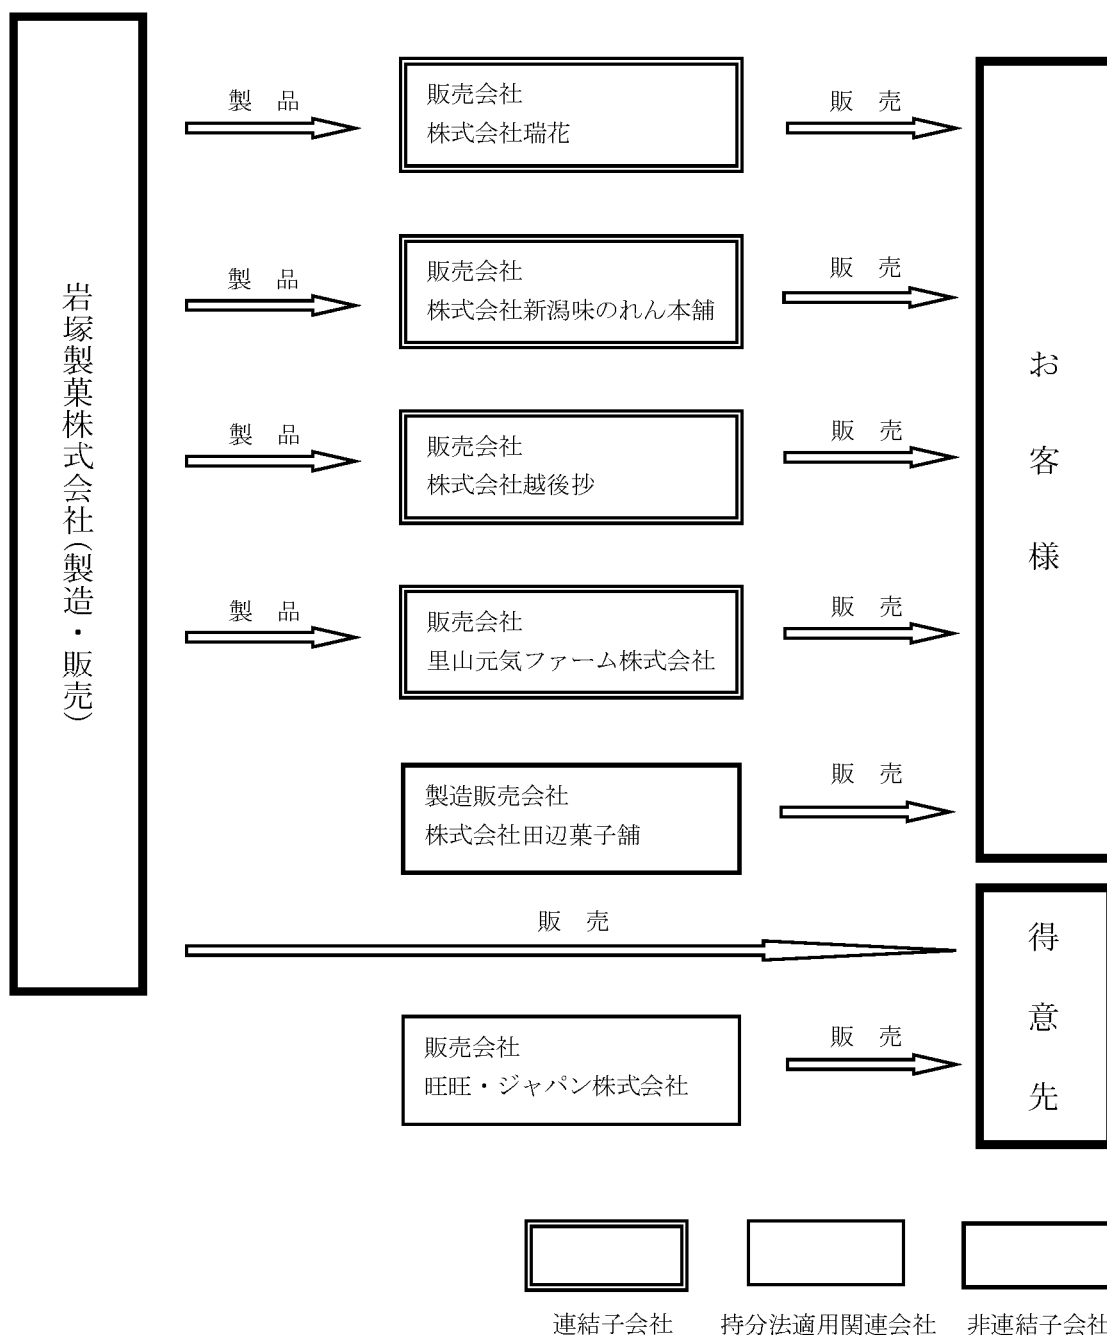 岩塚製菓株式会社(製造・販売)
製 品
販売会社
株式会社瑞花
販 売
製 品
販売会社
株式会社新潟味のれん本舗
販 売
製 品
販売会社
株式会社越後抄
販 売
製 品
販売会社
里山元気ファーム株式会社
販 売
製造販売会社
株式会社田辺菓子舗
販 売
お客様
販 売
販売会社
旺旺・ジャパン株式会社
販 売
得意先
連結子会社
持分法適用関連会社
非連結子会社